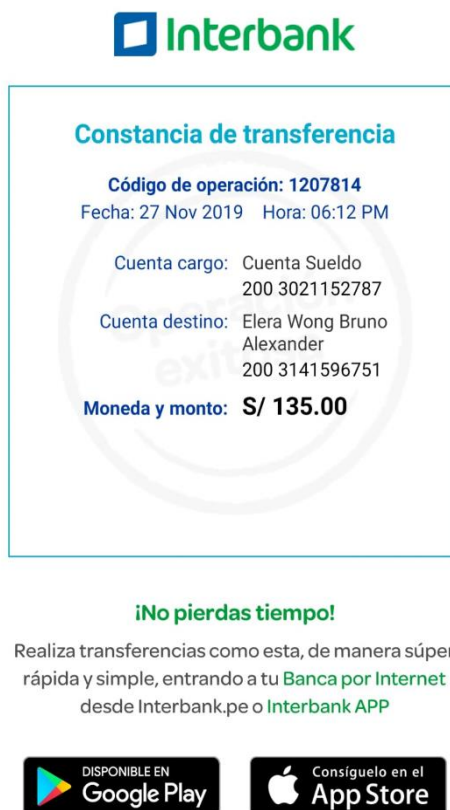 Interbank
Constancia de transferencia
Código de operación: 1207814
Fecha: 27 Nov 2019 Hora: 06:12 PM
Cuenta cargo: Cuenta Sueldo
200 3021152787
Cuenta destino: Elera Wong Bruno
Alexander
200 3141596751
Moneda y monto: S/ 135.00
Operación
exitosa
¡No pierdas tiempo!
Realiza transferencias como esta, de manera súper
rápida y simple, entrando a tu Banca por Internet
desde Interbank.pe o Interbank APP
DISPONIBLE EN
Google Play
Consíguelo en el
App Store